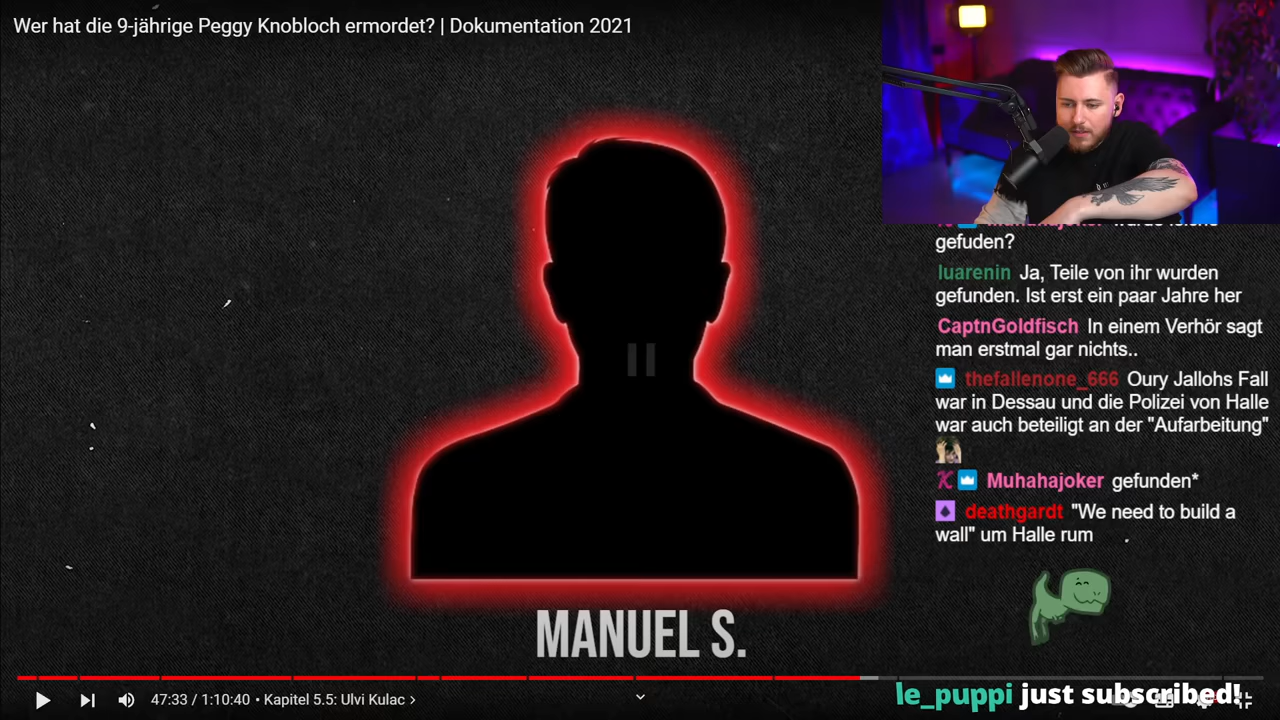 Wer hat die 9-jährige Peggy Knobloch ermordet? | Dokumentation 2021
gefuden?
luarenin Ja, Teile von ihr wurden
gefunden. Ist erst ein paar Jahre her
CaptnGoldfisch In einem Verhör sagt
man erstmal gar nichts..
thefallenone_666 Oury Jallohs Fall
war in Dessau und die Polizei von Halle
war auch beteiligt an der "Aufarbeitung"
Muhahajoker gefunden*
deathgardt "We need to build a
wall" um Halle rum
MANUEL S.
47:33 / 1:10:40 • Kapitel 5.5: Ulvi Kulac
le_puppi just subscribed!